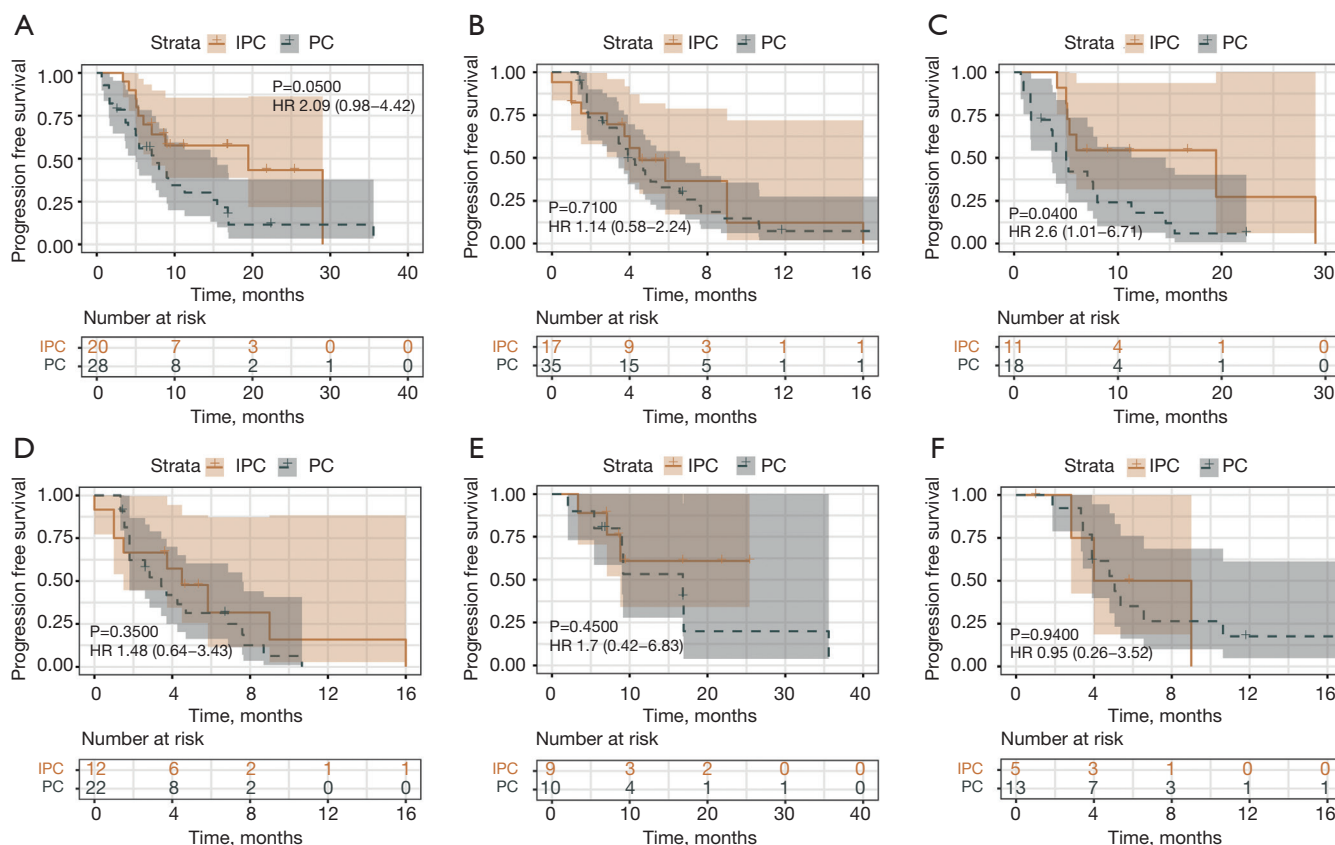 A
Strata IPC PC
Progression free survival
1.00
0.75
0.50
0.25
0.00
P=0.0500
HR 2.09 (0.98–4.42)
0 10 20 30 40
Time, months
Number at risk
IPC 20 7 3 0 0
PC 28 8 2 1 0
0 10 20 30 40
Time, months
B
Strata IPC PC
Progression free survival
1.00
0.75
0.50
0.25
0.00
P=0.7100
HR 1.14 (0.58–2.24)
0 4 8 12 16
Time, months
Number at risk
IPC 17 9 3 1 1
PC 35 15 5 1 1
0 4 8 12 16
Time, months
C
Strata IPC PC
Progression free survival
1.00
0.75
0.50
0.25
0.00
P=0.0400
HR 2.6 (1.01–6.71)
0 10 20 30
Time, months
Number at risk
IPC 11 4 1 0
PC 18 4 1 0
0 10 20 30
Time, months
D
Strata IPC PC
Progression free survival
1.00
0.75
0.50
0.25
0.00
P=0.3500
HR 1.48 (0.64–3.43)
0 4 8 12 16
Time, months
Number at risk
IPC 12 6 2 1 1
PC 22 8 2 0 0
0 4 8 12 16
Time, months
E
Strata IPC PC
Progression free survival
1.00
0.75
0.50
0.25
0.00
P=0.4500
HR 1.7 (0.42–6.83)
0 10 20 30 40
Time, months
Number at risk
IPC 9 3 2 0 0
PC 10 4 1 1 0
0 10 20 30 40
Time, months
F
Strata IPC PC
Progression free survival
1.00
0.75
0.50
0.25
0.00
P=0.9400
HR 0.95 (0.26–3.52)
0 4 8 12 16
Time, months
Number at risk
IPC 5 3 1 0 0
PC 13 7 3 1 1
0 4 8 12 16
Time, months